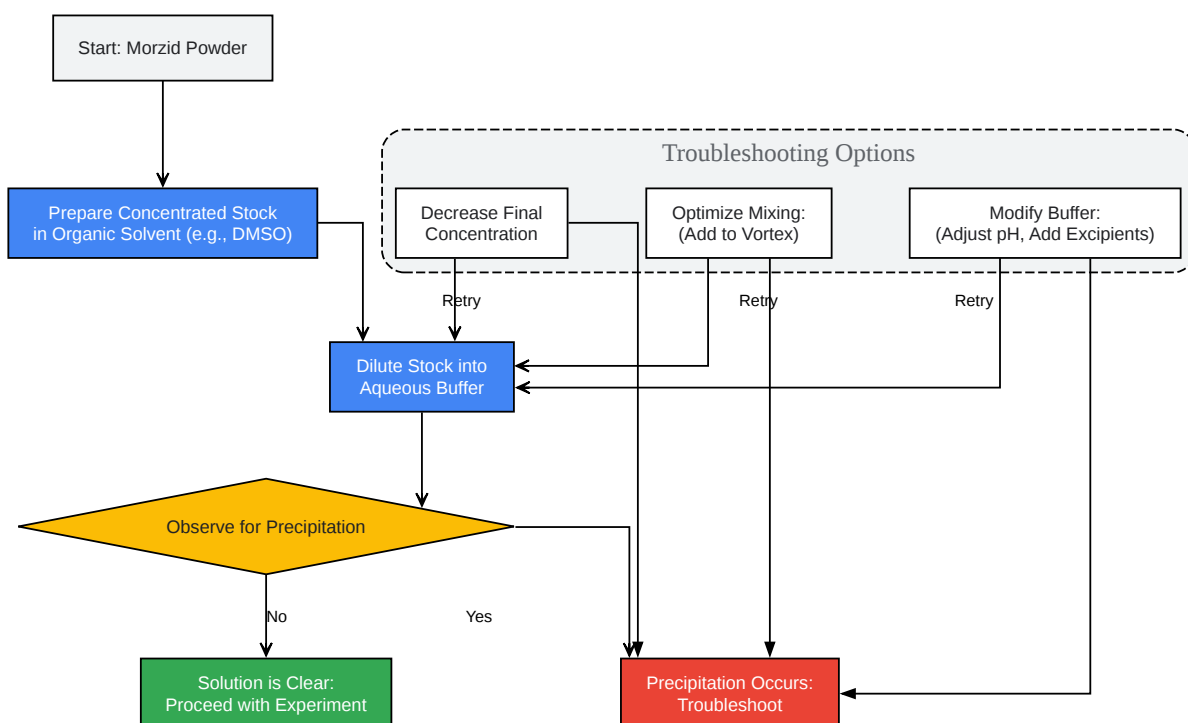 Start: Morzid Powder
Troubleshooting Options
Prepare Concentrated Stock
in Organic Solvent (e.g., DMSO)
Decrease Final
Concentration
Optimize Mixing:
(Add to Vortex)
Modify Buffer:
(Adjust pH, Add Excipients)
Retry
Retry
Retry
Dilute Stock into
Aqueous Buffer
Observe for Precipitation
No
Yes
Solution is Clear:
Proceed with Experiment
Precipitation Occurs:
Troubleshoot